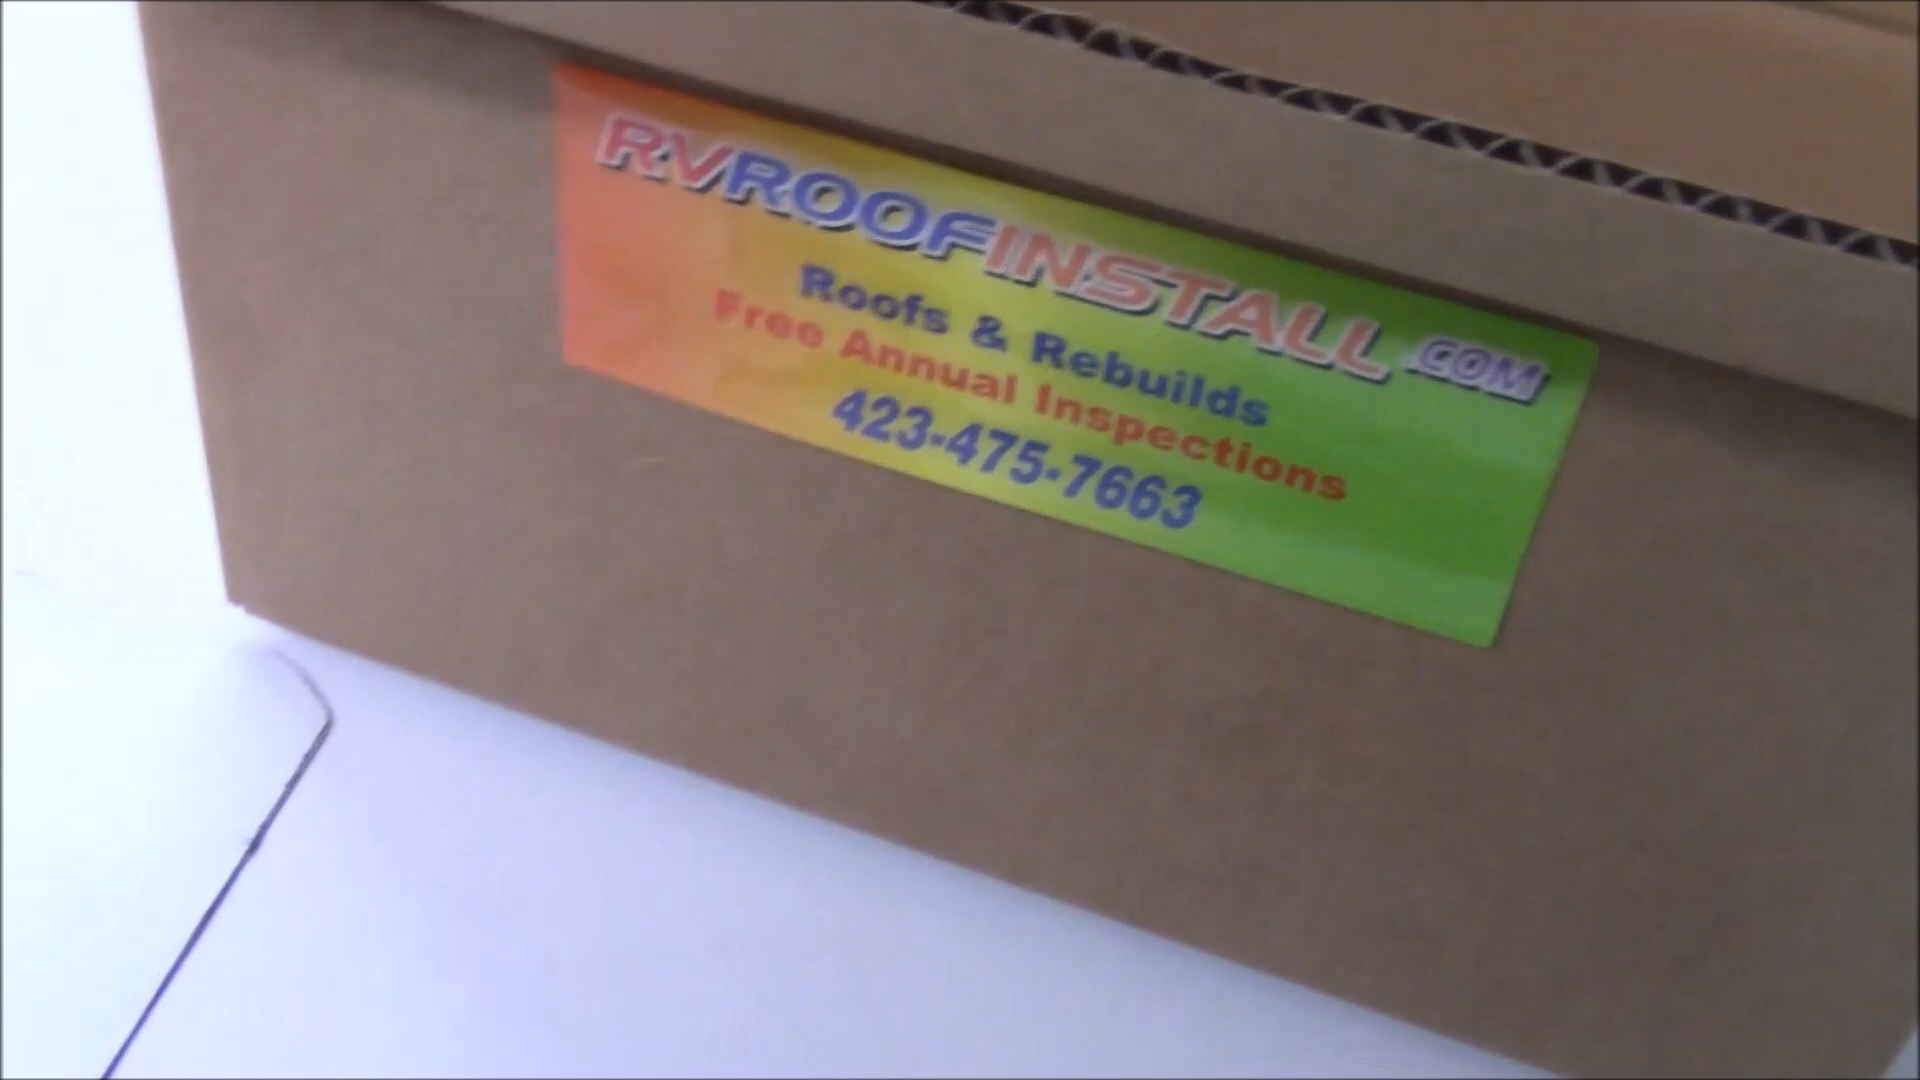 RVROOFINSTALL.COM
Roofs & Rebuilds
Free Annual Inspections
423-475-7663